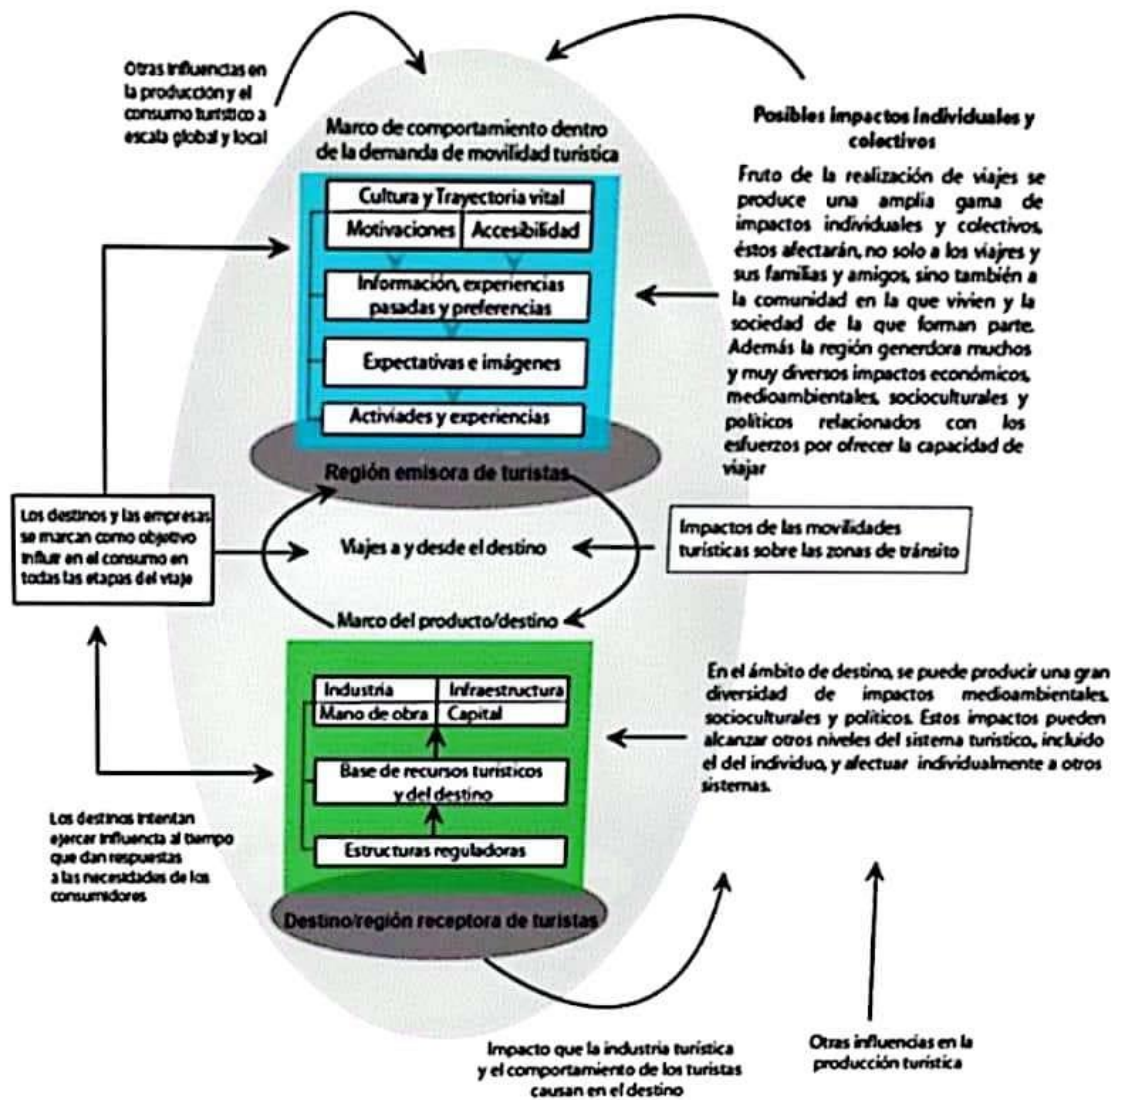 Otras influencias en
la producción y el
consumo turístico a
escala global y local
Marco de comportamiento dentro
de la demanda de movilidad turística
Cultura y Trayectoria vital
Motivaciones
Accesibilidad
Información, experiencias
pasadas y preferencias
Expectativas e imágenes
Activiades y experiencias
Región emisora de turistas
Posibles impactos individuales y
colectivos
Fruto de la realización de viajes se
produce una amplia gama de
impactos individuales y colectivos,
éstos afectarán, no solo a los viajres y
sus familias y amigos, sino también a
la comunidad en la que vivien y la
sociedad de la que forman parte.
Además la región generdora muchos
y muy diversos impactos económicos,
medioambientales, socioculturales y
políticos relacionados con los
esfuerzos por ofrecer la capacidad de
viajar
Los destinos y las empresas
se marcan como objetivo
influir en el consumo en
todas las etapas del viaje
Viajes a y desde el destino
Impactos de las movilidades
turísticas sobre las zonas de tránsito
Marco del producto/destino
Industria
Infraestructura
Mano de obra
Capital
Base de recursos turísticos
y del destino
Estructuras reguladoras
Destino/región receptora de turistas
En el ámbito de destino, se puede producir una gran
diversidad de impactos medioambientales,
socioculturales y políticos. Estos impactos pueden
alcanzar otros niveles del sistema turístico, incluido
el del individuo, y afectuar individualmente a otros
sistemas.
Los destinos intentan
ejercer influencia al tiempo
que dan respuestas
a las necesidades de los
consumidores
Impacto que la industria turística
y el comportamiento de los turistas
causan en el destino
Otras influencias en la
producción turística